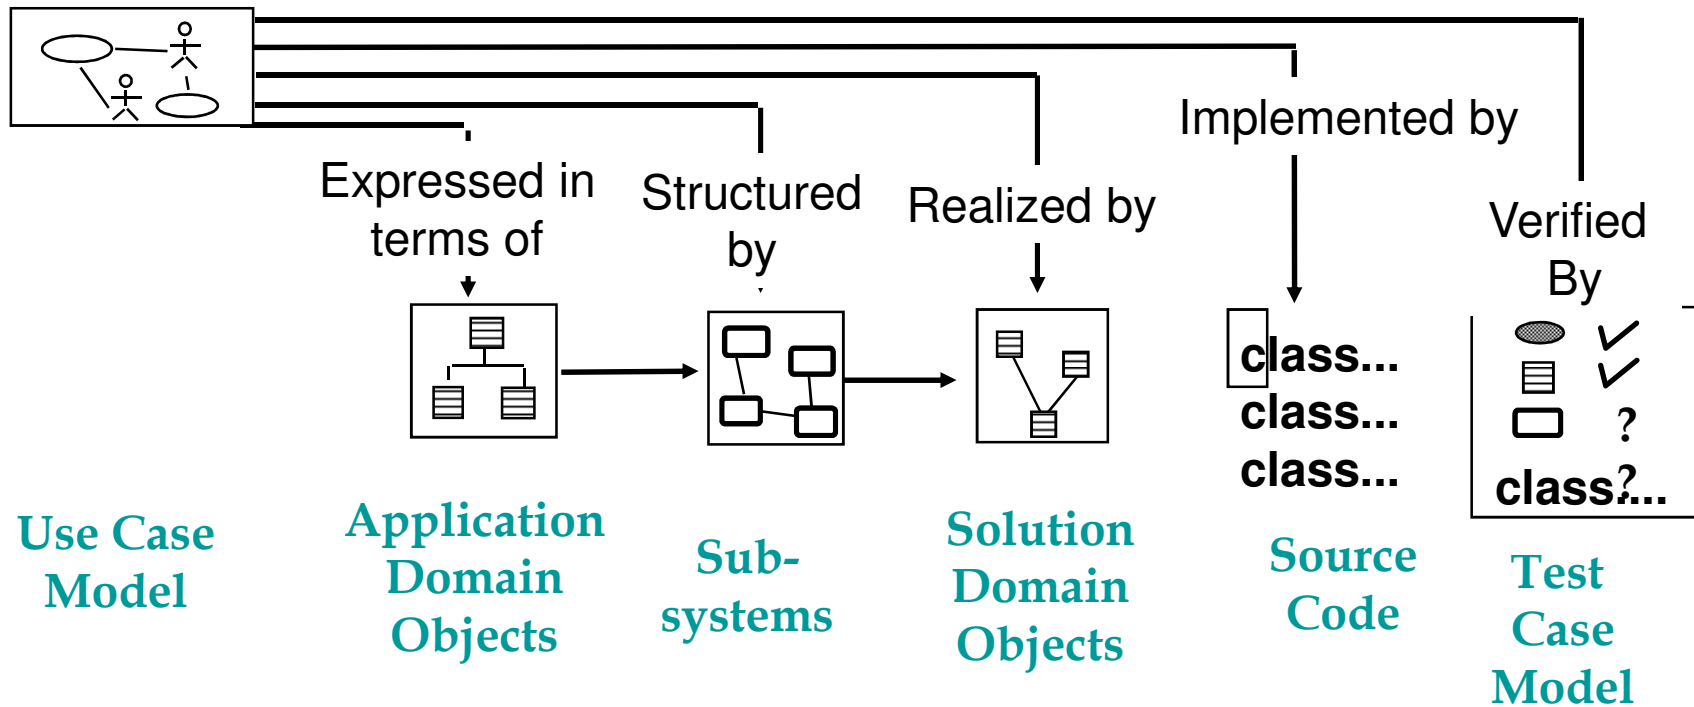 Expressed in
terms of
Structured
by
Realized by
Implemented by
Verified
By
class...
class...
class...
?
?
class....
Use Case
Model
Application
Domain
Objects
Sub-
systems
Solution
Domain
Objects
Source
Code
Test
Case
Model